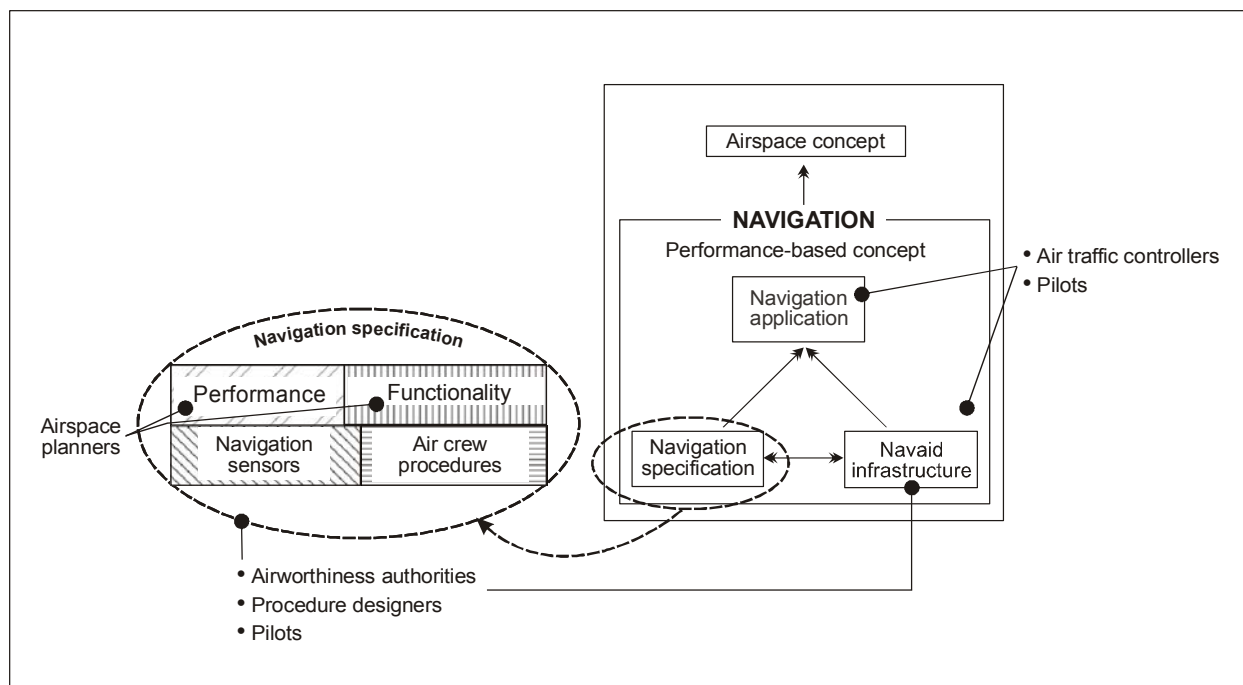 Airspace concept
NAVIGATION
Performance-based concept
Navigation
application
• Air traffic controllers
• Pilots
Navigation specification
Performance
Functionality
Navigation
sensors
Air crew
procedures
Airspace
planners
Navigation
specification
Navaid
infrastructure
• Airworthiness authorities
• Procedure designers
• Pilots